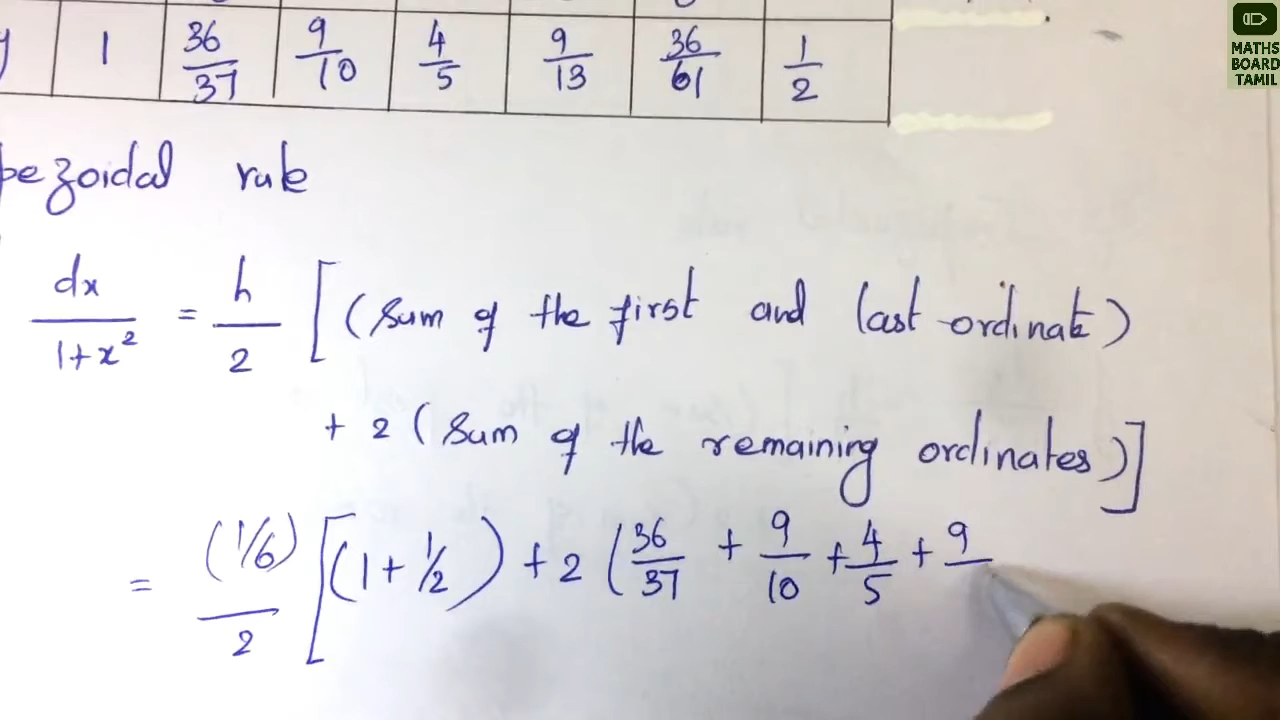 MATHS
BOARD
TAMIL
y 1 36/37 9/10 4/5 9/13 36/61 1/2
pezoidal rule
dx/1+x² = h/2 [(Sum of the first and last ordinate)
+ 2 (Sum of the remaining ordinates)]
= (1/6)/2 [(1+1/2) + 2 (36/37 + 9/10 + 4/5 + 9